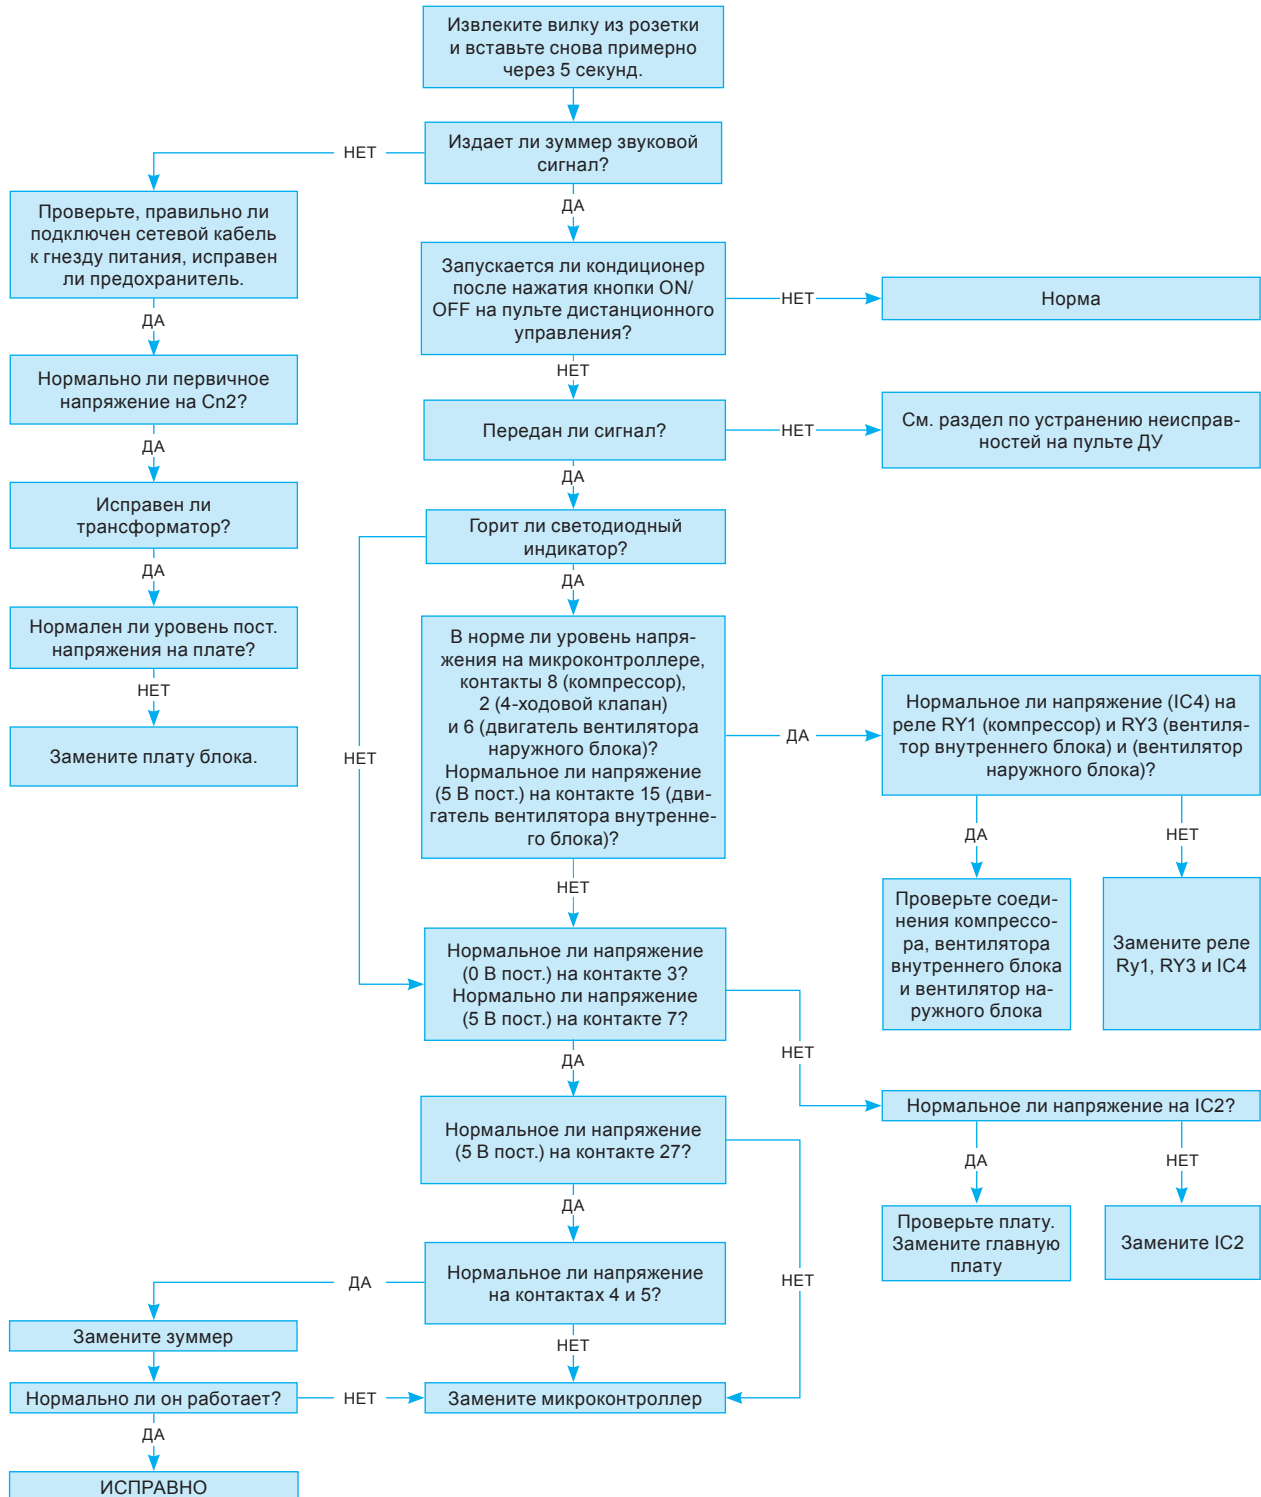 Извлеките вилку из розетки
и вставьте снова примерно
через 5 секунд.
Издает ли зуммер звуковой
сигнал?
НЕТ
ДА
Проверьте, правильно ли
подключен сетевой кабель
к гнезду питания, исправен
ли предохранитель.
ДА
Нормально ли первичное
напряжение на Cn2?
ДА
Исправен ли
трансформатор?
ДА
Нормален ли уровень пост.
напряжения на плате?
НЕТ
Замените плату блока.
Запускается ли кондиционер
после нажатия кнопки ON/
OFF на пульте дистанционного
управления?
НЕТ
Норма
НЕТ
Передан ли сигнал?
НЕТ
См. раздел по устранению неисправ-
ностей на пульте ДУ
ДА
Горит ли светодиодный
индикатор?
НЕТ
ДА
В норме ли уровень напря-
жения на микроконтроллере,
контакты 8 (компрессор),
2 (4-ходовой клапан)
и 6 (двигатель вентилятора
наружного блока)?
Нормальное ли напряжение
(5 В пост.) на контакте 15 (дви-
гатель вентилятора внутренне-
го блока)?
ДА
Нормальное ли напряжение (IC4) на
реле RY1 (компрессор) и RY3 (вентиля-
тор внутреннего блока) и (вентилятор
наружного блока)?
ДА
НЕТ
Проверьте соеди-
нения компрессо-
ра, вентилятора
внутреннего блока
и вентилятор на-
ружного блока
Замените реле
Ry1, RY3 и IC4
НЕТ
Нормальное ли напряжение
(0 В пост.) на контакте 3?
Нормально ли напряжение
(5 В пост.) на контакте 7?
НЕТ
ДА
Нормальное ли напряжение на IC2?
ДА
НЕТ
Проверьте плату.
Замените главную
плату
Замените IC2
Нормальное ли напряжение
(5 В пост.) на контакте 27?
НЕТ
ДА
Нормальное ли напряжение
на контактах 4 и 5?
ДА
НЕТ
Замените зуммер
Нормально ли он работает?
НЕТ
Замените микроконтроллер
ДА
ИСПРАВНО